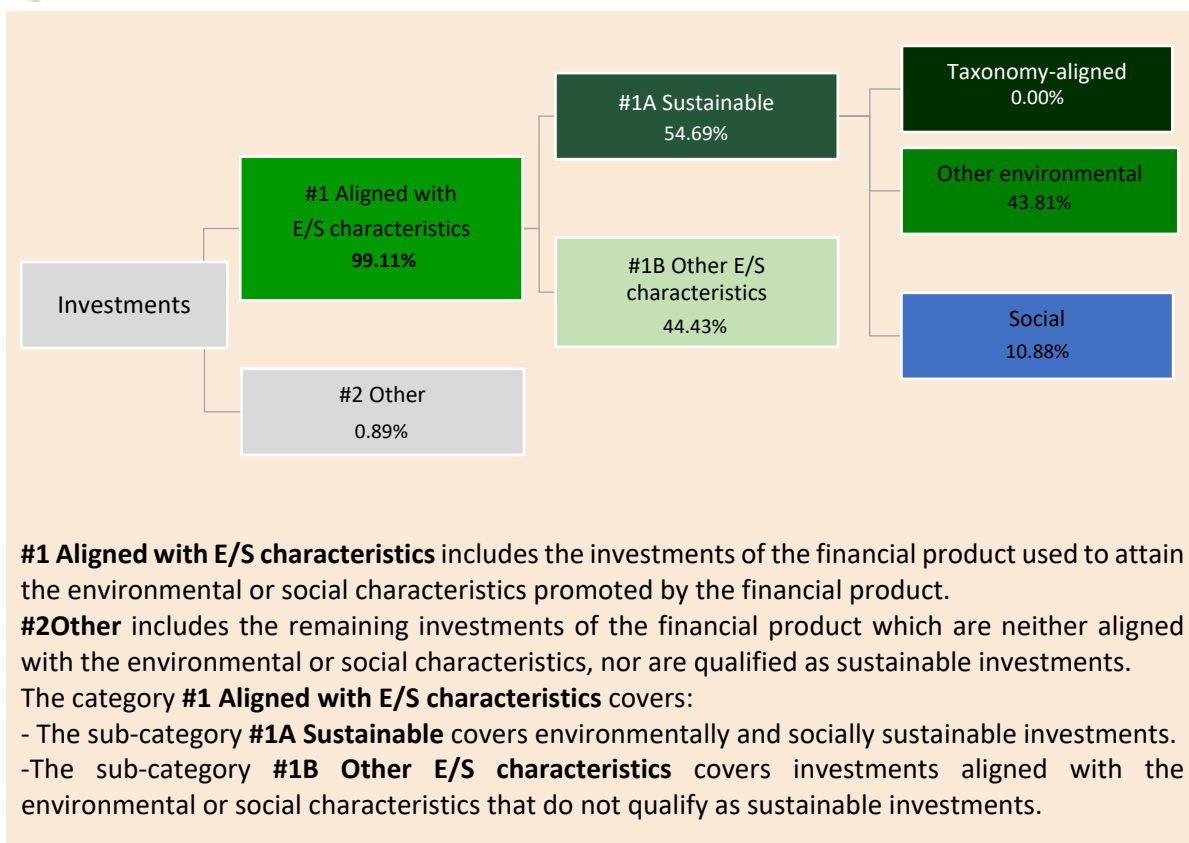 Investments
#1 Aligned with
E/S characteristics
99.11%
#2 Other
0.89%
#1A Sustainable
54.69%
#1B Other E/S
characteristics
44.43%
Taxonomy-aligned
0.00%
Other environmental
43.81%
Social
10.88%
#1 Aligned with E/S characteristics includes the investments of the financial product used to attain
the environmental or social characteristics promoted by the financial product.
#2Other includes the remaining investments of the financial product which are neither aligned
with the environmental or social characteristics, nor are qualified as sustainable investments.
The category #1 Aligned with E/S characteristics covers:
- The sub-category #1A Sustainable covers environmentally and socially sustainable investments.
-The sub-category #1B Other E/S characteristics covers investments aligned with the
environmental or social characteristics that do not qualify as sustainable investments.